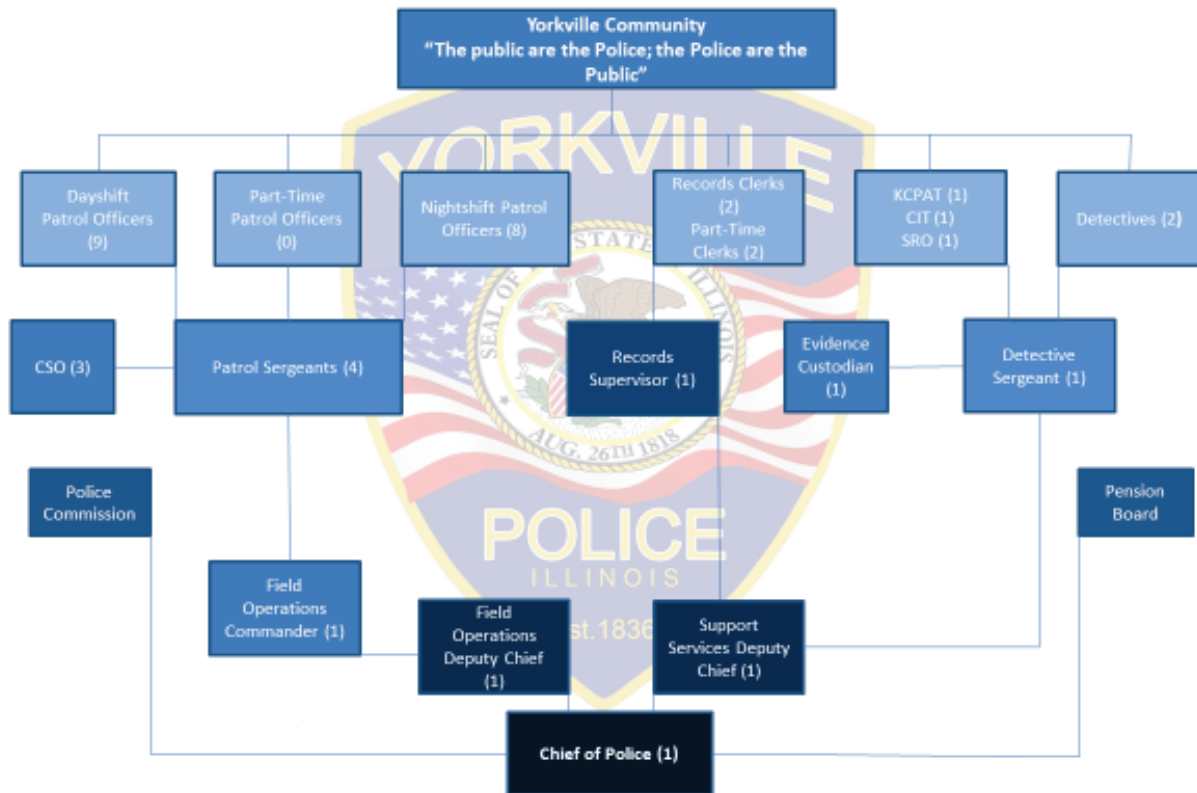 Yorkville Community
“The public are the Police; the Police are the
Public”
Dayshift
Patrol Officers
(9)
Part-Time
Patrol Officers
(0)
Nightshift Patrol
Officers (8)
Records Clerks
(2)
Part-Time
Clerks (2)
KCPAT (1)
CIT (1)
SRO (1)
Detectives (2)
CSO (3)
Patrol Sergeants (4)
Records
Supervisor (1)
Evidence
Custodian
(1)
Detective
Sergeant (1)
Police
Commission
Pension
Board
Field
Operations
Commander (1)
Field
Operations
Deputy Chief
(1)
Support
Services Deputy
Chief (1)
Chief of Police (1)
YORKVILLE
SEAL OF STATE ILLINOIS
AUG. 26TH 1818
POLICE
ILLINOIS
st.1836